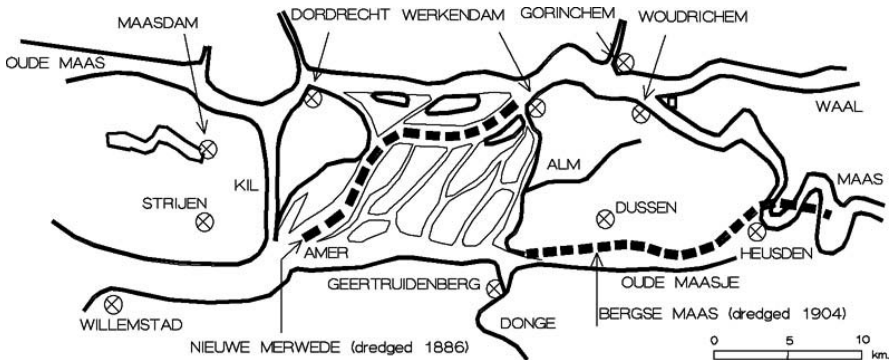 DORDRECHT
WERKENDAM
GORINCHEM
MAASDAM
WOUDRICHEM
OUDE MAAS
WAAL
KIL
ALM
MAAS
STRIJEN
DUSSEN
AMER
HEUSDEN
GEERTRUIDENBERG
OUDE MAASJE
WILLEMSTAD
DONGE
BERGSE MAAS (dredged 1904)
NIEUWE MERWEDE (dredged 1886)
0 5 10
km.